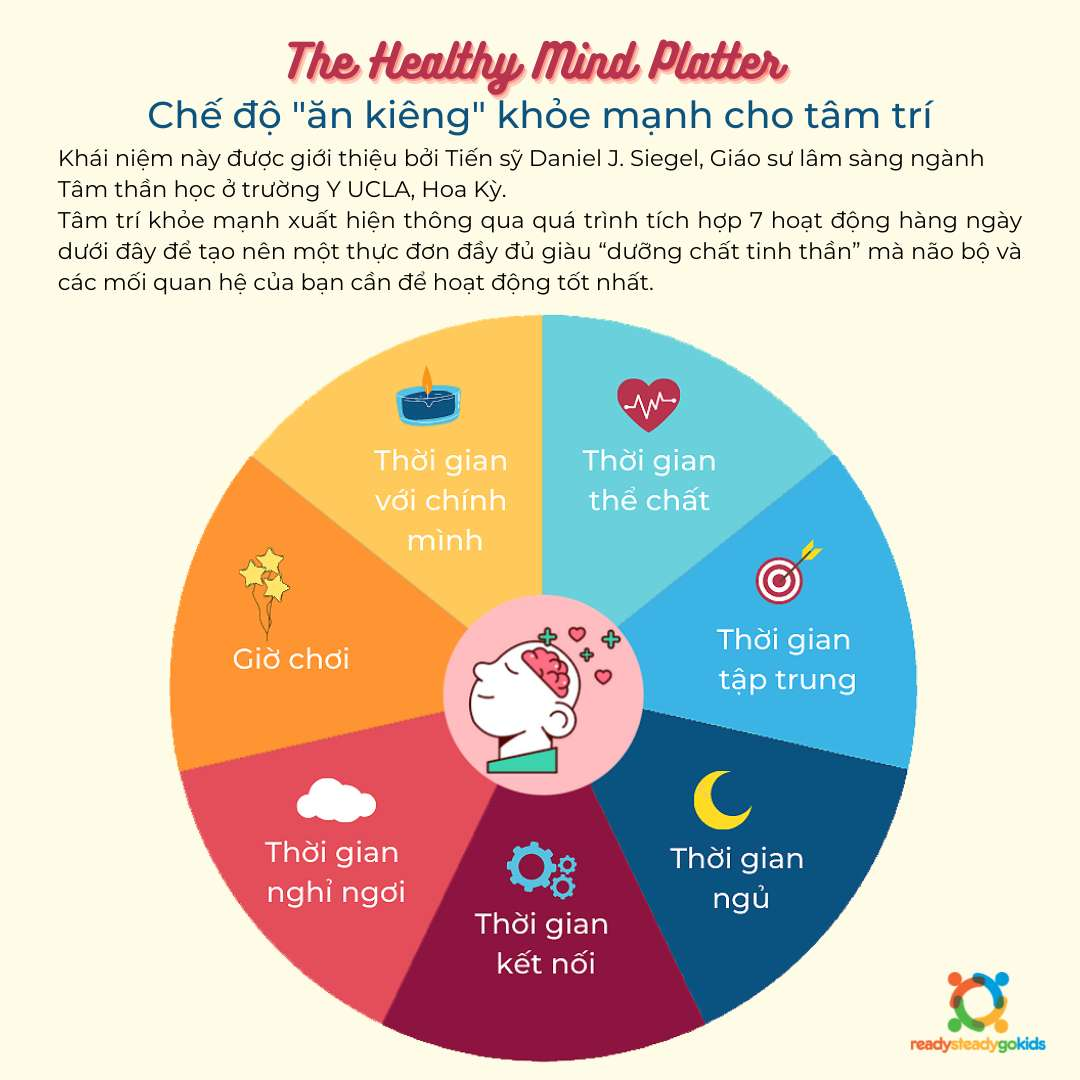 The Healthy Mind Platter
Chế độ "ăn kiêng" khỏe mạnh cho tâm trí
Khái niệm này được giới thiệu bởi Tiến sỹ Daniel J. Siegel, Giáo sư lâm sàng ngành
Tâm thần học ở trường Y UCLA, Hoa Kỳ.
Tâm trí khỏe mạnh xuất hiện thông qua quá trình tích hợp 7 hoạt động hàng ngày
dưới đây để tạo nên một thực đơn đầy đủ giàu “dưỡng chất tinh thần” mà não bộ và
các mối quan hệ của bạn cần để hoạt động tốt nhất.
Thời gian
với chính
mình
Thời gian
thể chất
Thời gian
tập trung
Thời gian
ngủ
Thời gian
kết nối
Thời gian
nghỉ ngơi
Giờ chơi
readysteadygokids